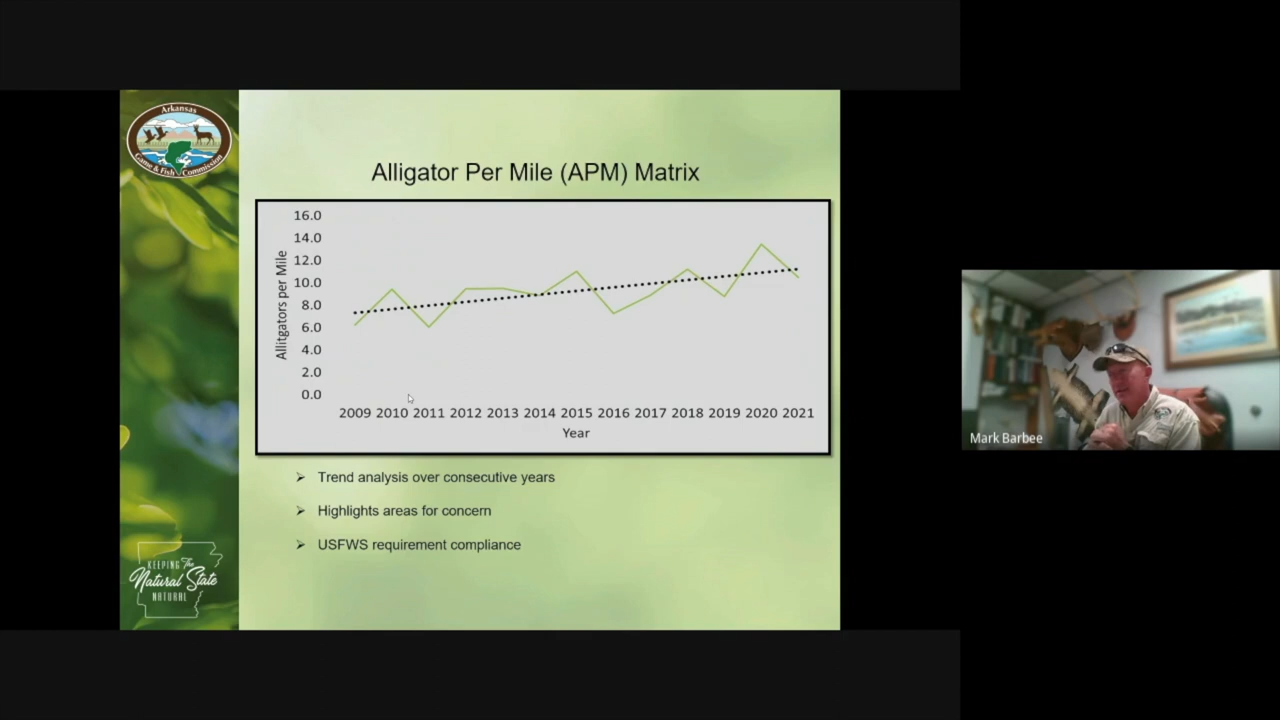 Arkansas
Game & Fish Commission
Alligator Per Mile (APM) Matrix
16.0
14.0
12.0
10.0
8.0
6.0
4.0
2.0
0.0
Allitgators per Mile
2009 2010 2011 2012 2013 2014 2015 2016 2017 2018 2019 2020 2021
Year
Trend analysis over consecutive years
Highlights areas for concern
USFWS requirement compliance
KEEPING The
Natural State
NATURAL
Mark Barbee